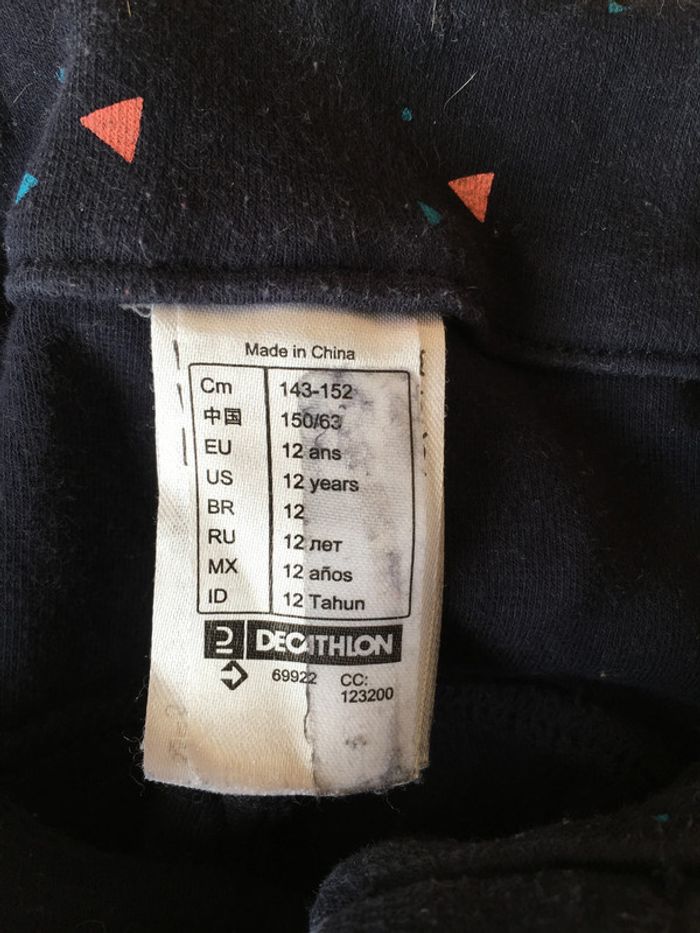 Made in China
Cm 143-152
中国 150/63
EU 12 ans
US 12 years
BR 12
RU 12 лет
MX 12 años
ID 12 Tahun
DECATHLON
69922 CC:
123200